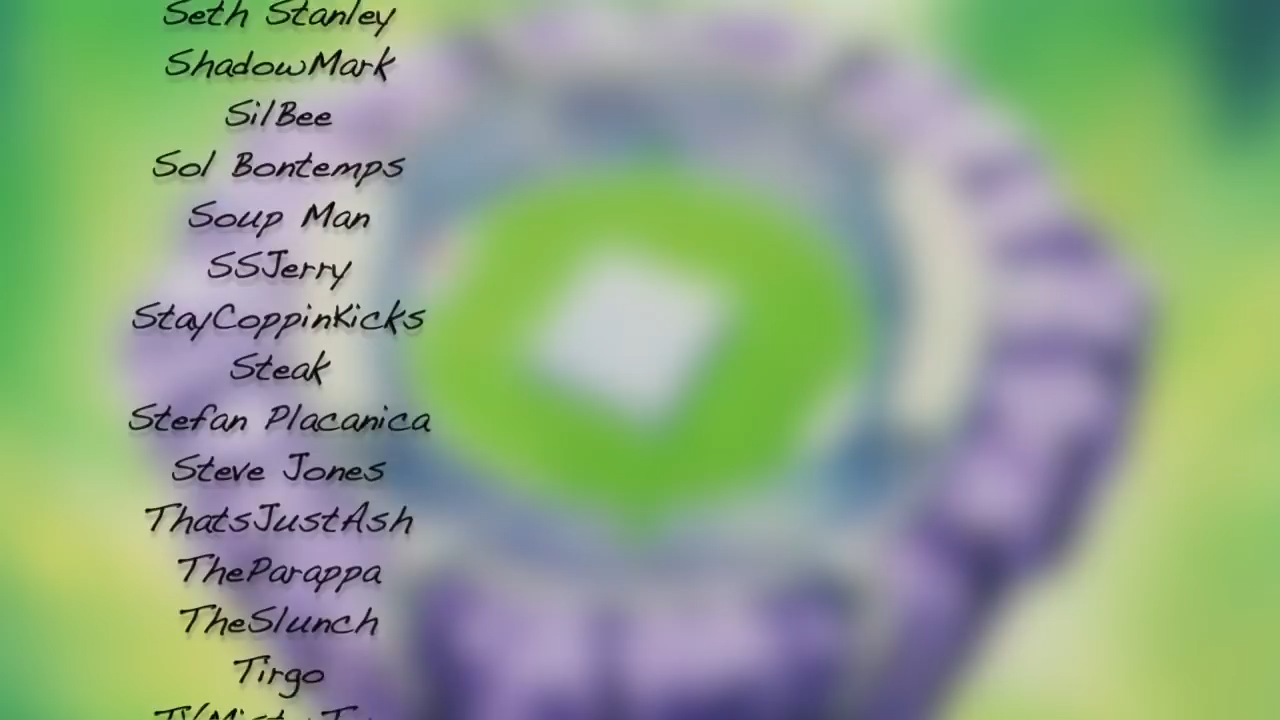 Seth Stanley
ShadowMark
SilBee
Sol Bontemps
Soup Man
SSJerry
StayCoppinKicks
Steak
Stefan Placanica
Steve Jones
ThatsJustAsh
TheParappa
TheSlunch
Tirgo